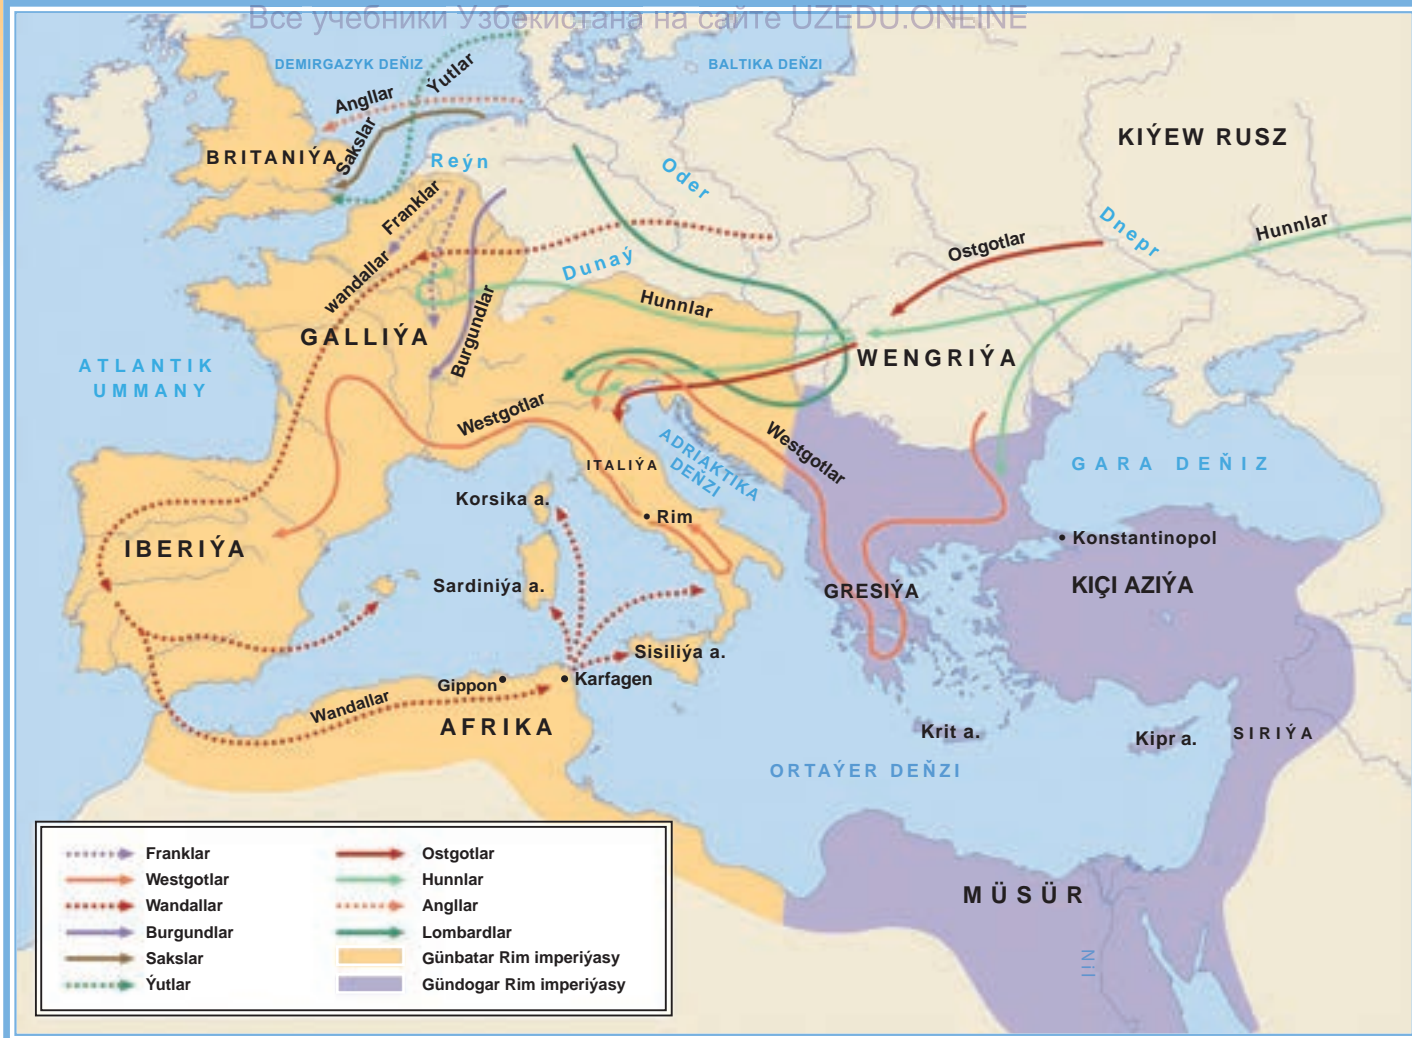 Все учебники Узбекистана на сайте UZEDU.ONLINE
DEMIRGAZYK DEŇIZ
BALTIKA DEŇZI
Ýutlar
Angllar
Sakslar
BRITANIÝA
Reýn
Oder
KIÝEW RUSZ
Franklar
Dnepr
Hunnlar
Ostgotlar
Dunaý
wandallar
Hunnlar
Burgundlar
GALLIÝA
WENGRIÝA
ATLANTIK
UMMANY
Westgotlar
Westgotlar
ADRIAKTIKA
DEŇZI
ITALIÝA
GARA DEŇIZ
Korsika a.
• Rim
IBERIÝA
• Konstantinopol
Sardiniýa a.
GRESIÝA
KIÇI AZIÝA
Sisiliýa a.
Gippon •
• Karfagen
Wandallar
AFRIKA
Krit a.
Kipr a.
SIRIÝA
ORTAÝER DEŇZI
MÜSÜR
Nil
Franklar
Westgotlar
Wandallar
Burgundlar
Sakslar
Ýutlar
Ostgotlar
Hunnlar
Angllar
Lombardlar
Günbatar Rim imperiýasy
Gündogar Rim imperiýasy